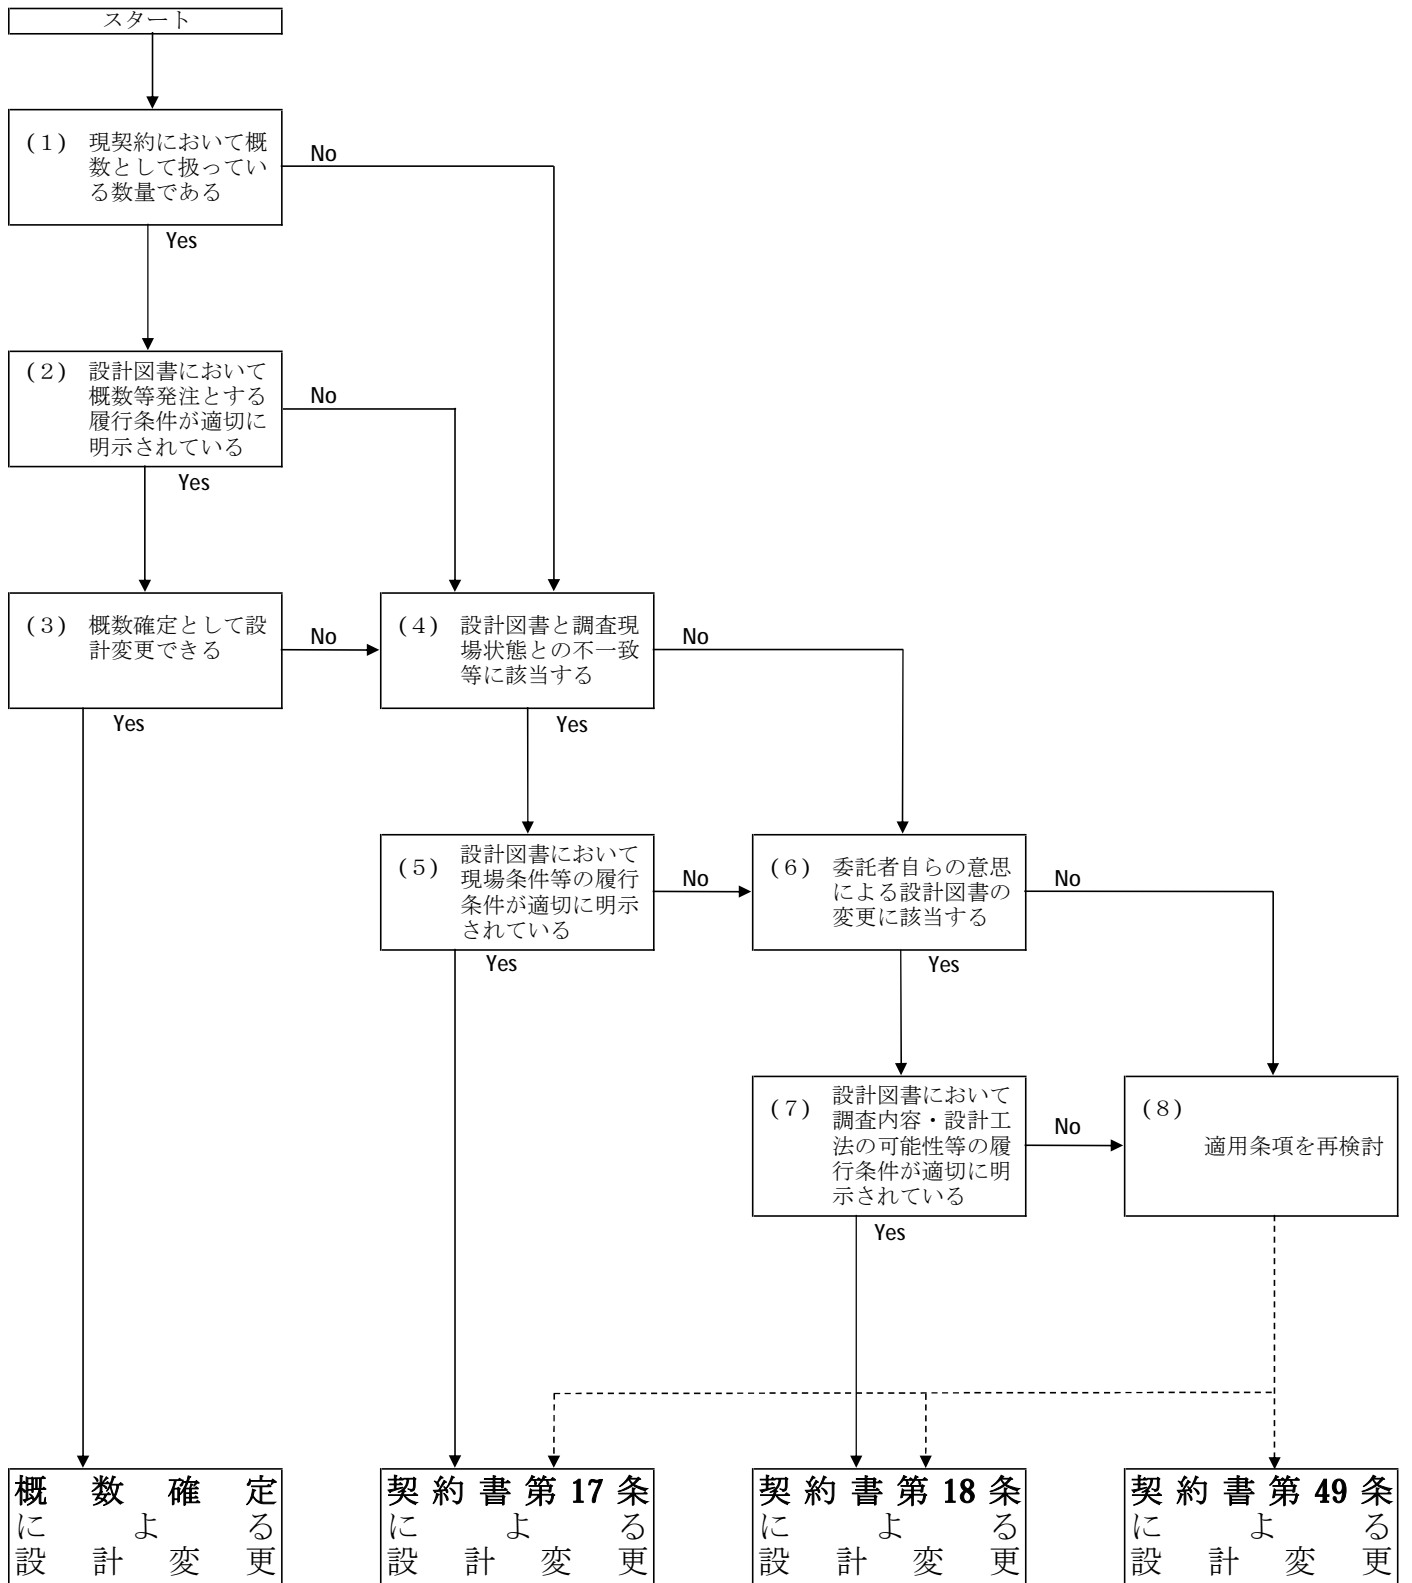 スタート
(1) 現契約において概
数として扱ってい
る数量である
No
Yes
(2) 設計図書において
概数等発注とする
履行条件が適切に
明示されている
No
Yes
(3) 概数確定として設
計変更できる
No
Yes
(4) 設計図書と調査現
場状態との不一致
等に該当する
No
Yes
(5) 設計図書において
現場条件等の履行
条件が適切に明示
されている
No
Yes
(6) 委託者自らの意思
による設計図書の
変更に該当する
No
Yes
(7) 設計図書において
調査内容・設計工
法の可能性等の履
行条件が適切に明
示されている
No
Yes
(8)
適用条項を再検討
概数確定
による
設計変更
契約書第17条
による
設計変更
契約書第18条
による
設計変更
契約書第49条
による
設計変更